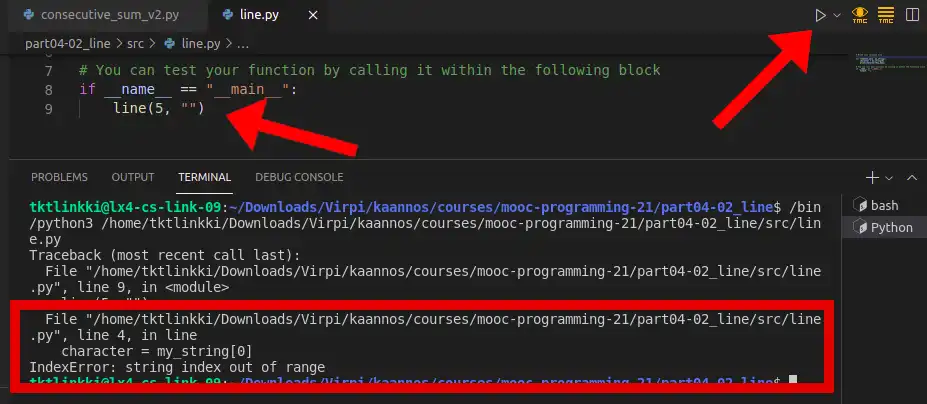 consecutive_sum_v2.py
line.py
TMC
TMC
part04-02_line > src > line.py > ...
7 # You can test your function by calling it within the following block
8 if __name__ == "__main__":
9 line(5, "")
PROBLEMS OUTPUT TERMINAL DEBUG CONSOLE
tktlinkki@lx4-cs-link-09:~/Downloads/Virpi/kaannos/courses/mooc-programming-21/part04-02_line$ /bin
/python3 /home/tktlinkki/Downloads/Virpi/kaannos/courses/mooc-programming-21/part04-02_line/src/lin
e.py
Traceback (most recent call last):
File "/home/tktlinkki/Downloads/Virpi/kaannos/courses/mooc-programming-21/part04-02_line/src/line
.py", line 9, in <module>
File "/home/tktlinkki/Downloads/Virpi/kaannos/courses/mooc-programming-21/part04-02_line/src/line
.py", line 4, in line
character = my_string[0]
IndexError: string index out of range
tktlinkki@lx4-cs-link-09:~/Downloads/Virpi/kaannos/courses/mooc-programming-21/part04-02_line$
bash
Python